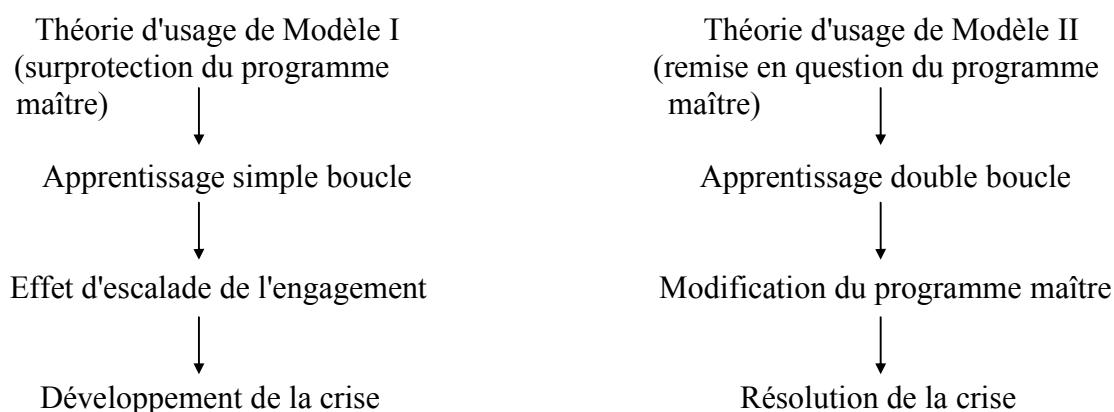 Théorie d'usage de Modèle I
(surprotection du programme
maître)
Apprentissage simple boucle
Effet d'escalade de l'engagement
Développement de la crise
Théorie d'usage de Modèle II
(remise en question du programme
maître)
Apprentissage double boucle
Modification du programme maître
Résolution de la crise